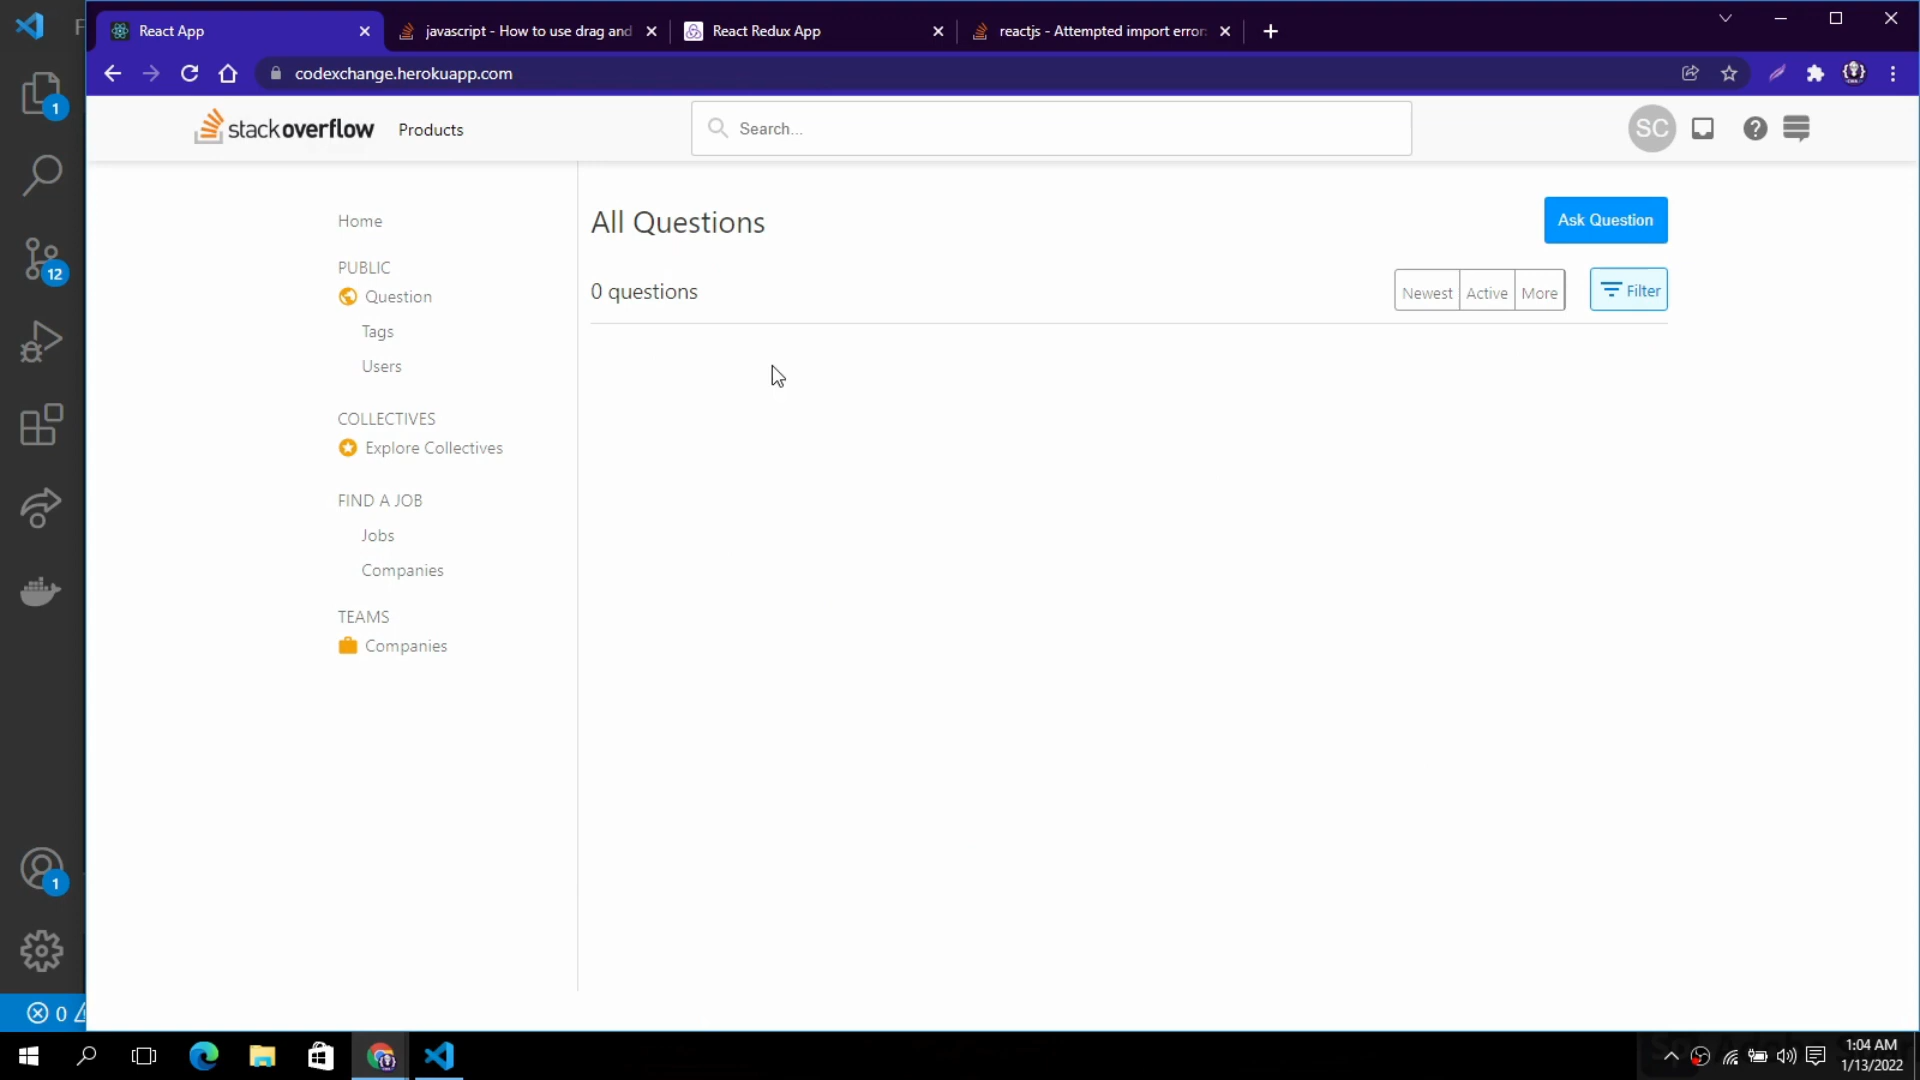 React App
javascript - How to use drag and
React Redux App
reactjs - Attempted import error:
codexchange.herokuapp.com
stackoverflow
Products
Search...
SC
Home
PUBLIC
Question
Tags
Users
COLLECTIVES
Explore Collectives
FIND A JOB
Jobs
Companies
TEAMS
Companies
All Questions
Ask Question
0 questions
Newest
Active
More
Filter
F
1
12
1
0
1:04 AM
1/13/2022